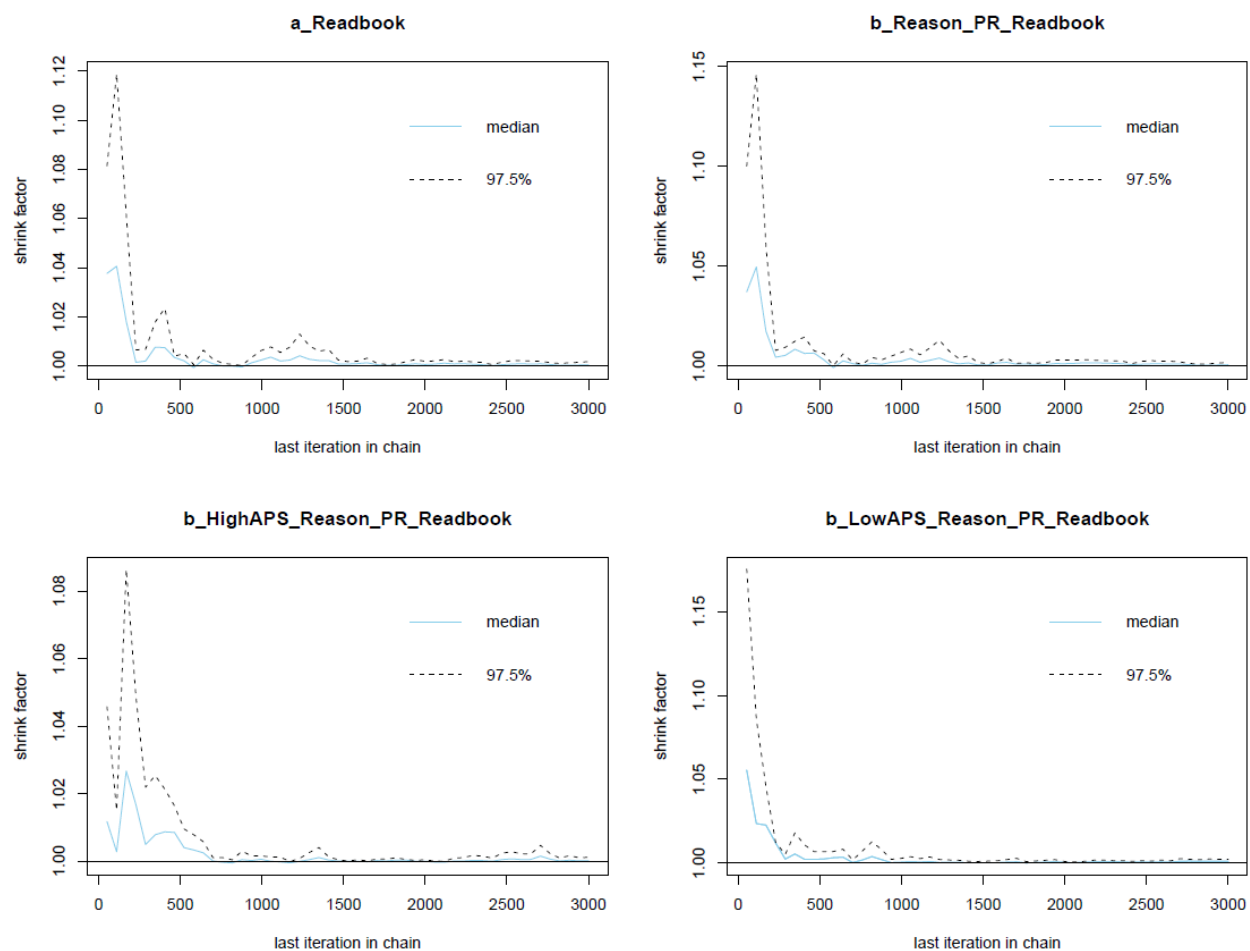 a_Readbook
shrink factor
1.00 1.02 1.04 1.06 1.08 1.10 1.12
median
97.5%
0 500 1000 1500 2000 2500 3000
last iteration in chain
b_Reason_PR_Readbook
shrink factor
1.00 1.05 1.10 1.15
median
97.5%
0 500 1000 1500 2000 2500 3000
last iteration in chain
b_HighAPS_Reason_PR_Readbook
shrink factor
1.00 1.02 1.04 1.06 1.08
median
97.5%
0 500 1000 1500 2000 2500 3000
last iteration in chain
b_LowAPS_Reason_PR_Readbook
shrink factor
1.00 1.05 1.10 1.15
median
97.5%
0 500 1000 1500 2000 2500 3000
last iteration in chain